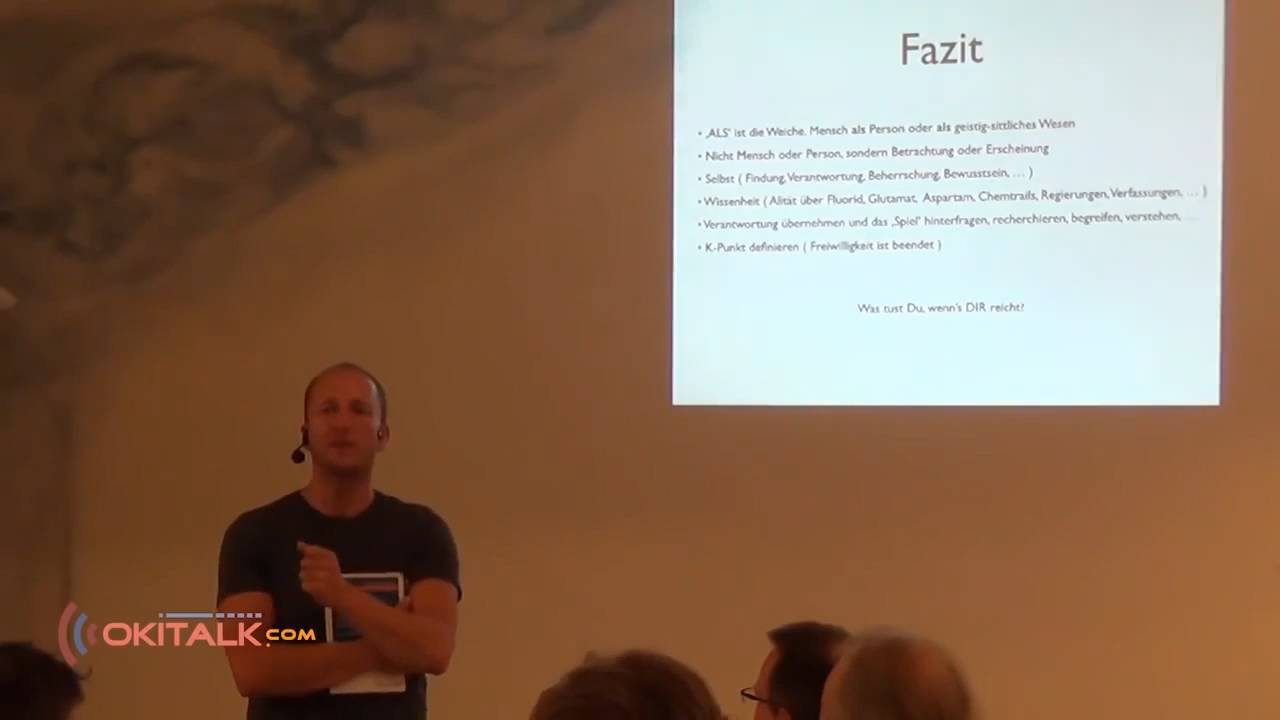 Fazit
• ‚ALS‘ ist die Weiche. Mensch als Person oder als geistig-sittliches Wesen
• Nicht Mensch oder Person, sondern Betrachtung oder Erscheinung
• Selbst ( Findung, Verantwortung, Beherrschung, Bewusstsein, … )
• Wissenheit ( Alität über Fluorid, Glutamat, Aspartam, Chemtrails, Regierungen, Verfassungen, … )
• Verantwortung übernehmen und das ‚Spiel‘ hinterfragen, recherchieren, begreifen, verstehen, …
• K-Punkt definieren ( Freiwilligkeit ist beendet )
Was tust Du, wenn's DIR reicht?
OKITALK.COM